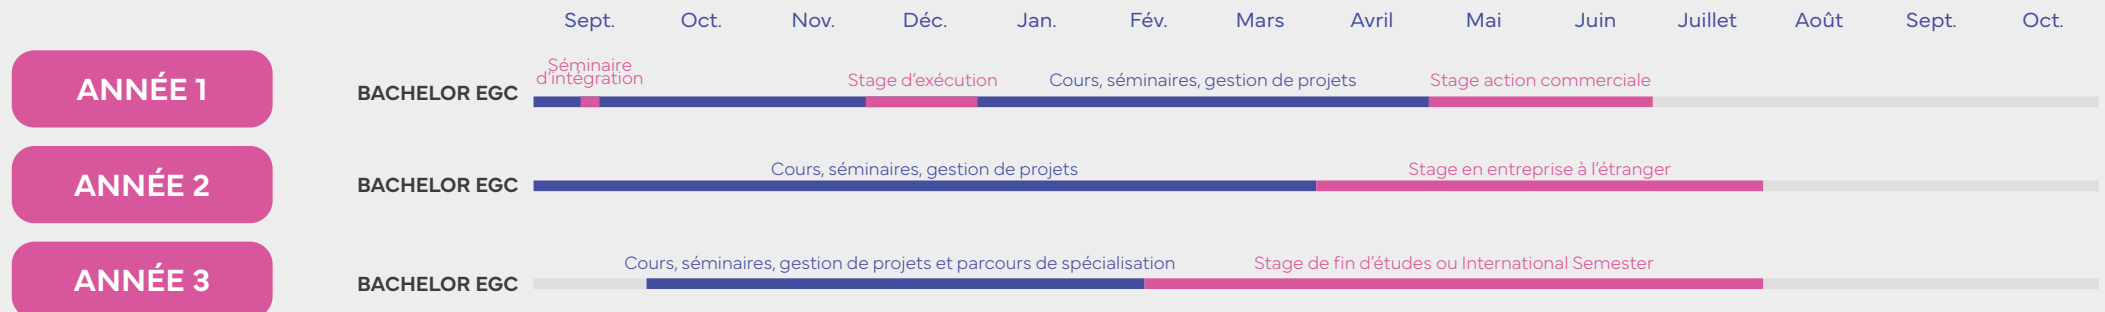 Sept. Oct. Nov. Déc. Jan. Fév. Mars Avril Mai Juin Juillet Août Sept. Oct.
ANNÉE 1
BACHELOR EGC
Séminaire
d'intégration
Stage d'exécution
Cours, séminaires, gestion de projets
Stage action commerciale
ANNÉE 2
BACHELOR EGC
Cours, séminaires, gestion de projets
Stage en entreprise à l'étranger
ANNÉE 3
BACHELOR EGC
Cours, séminaires, gestion de projets et parcours de spécialisation
Stage de fin d'études ou International Semester